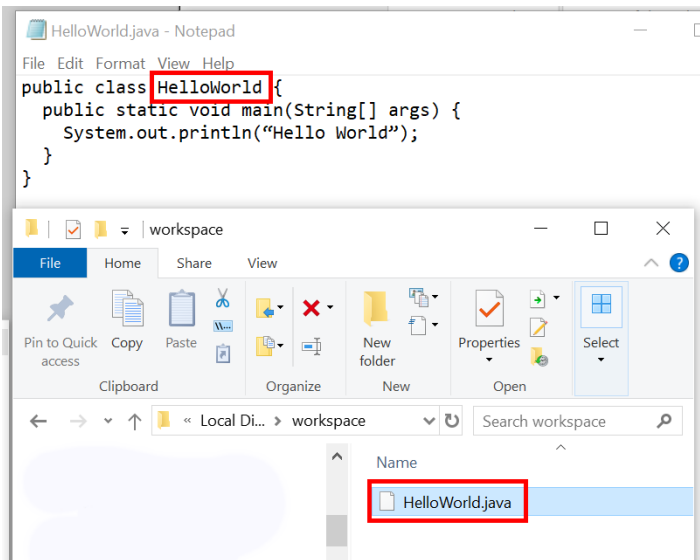 HelloWorld.java - Notepad
File Edit Format View Help
public class HelloWorld {
  public static void main(String[] args) {
    System.out.println(“Hello World”);
  }
}
workspace
File Home Share View
Pin to Quick access
Copy
Paste
Clipboard
Organize
New folder
New
Properties
Open
Select
« Local Di... > workspace
Search workspace
Name
HelloWorld.java